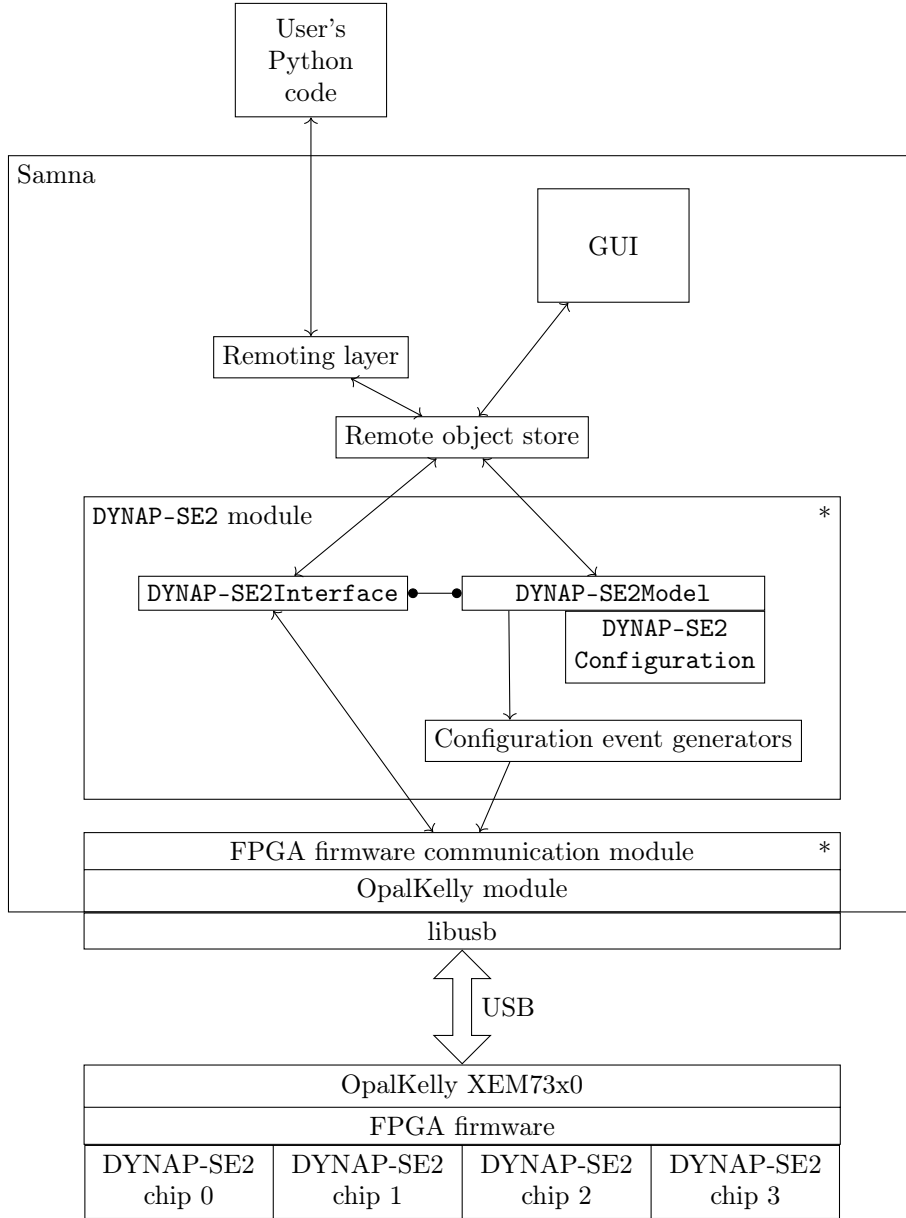 User's
Python
code
Samna
GUI
Remoting layer
Remote object store
DYNAP-SE2 module *
DYNAP-SE2Interface
DYNAP-SE2Model
DYNAP-SE2
Configuration
Configuration event generators
FPGA firmware communication module *
OpalKelly module
libusb
USB
OpalKelly XEM73x0
FPGA firmware
DYNAP-SE2 DYNAP-SE2 DYNAP-SE2 DYNAP-SE2
chip 0 chip 1 chip 2 chip 3